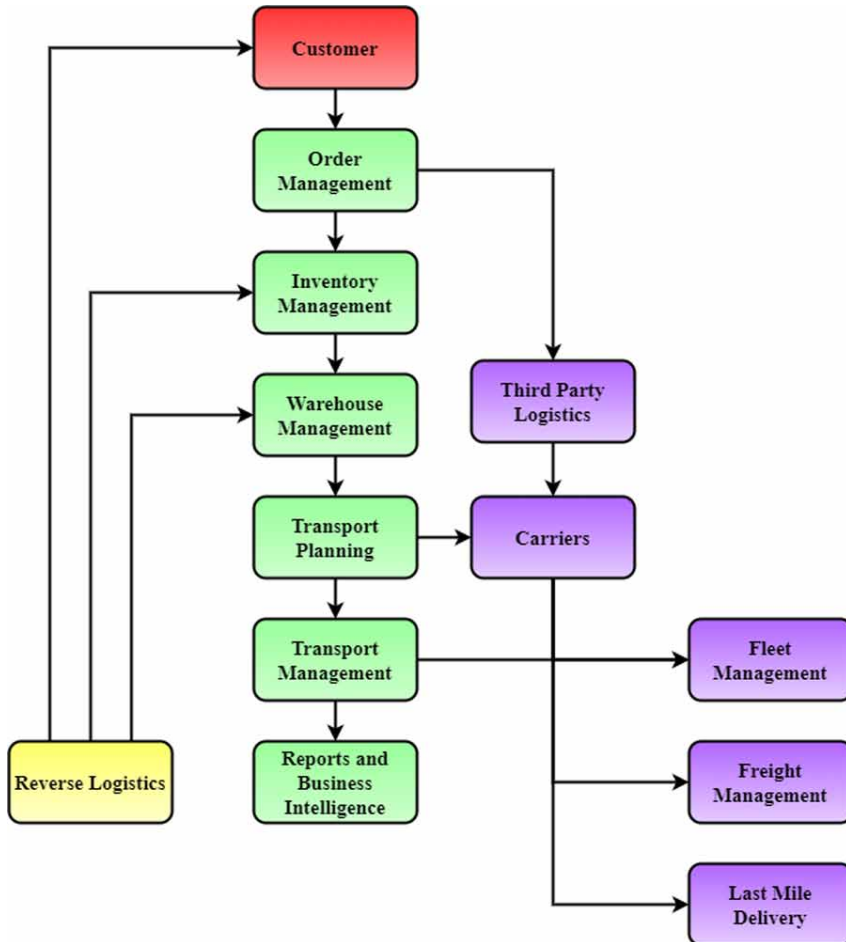 Customer
Order
Management
Inventory
Management
Warehouse
Management
Third Party
Logistics
Transport
Planning
Carriers
Transport
Management
Fleet
Management
Reverse Logistics
Reports and
Business
Intelligence
Freight
Management
Last Mile
Delivery